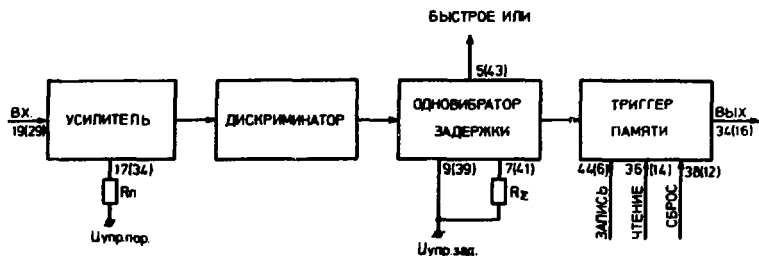 БЫСТРОЕ ИЛИ
5(43)
ВХ.
19(29)
УСИЛИТЕЛЬ
ДИСКРИМИНАТОР
ОДНОВИБРАТОР
ЗАДЕРЖКИ
ТРИГГЕР
ПАМЯТИ
ВЫХ
34(16)
17(34)
Rп
Uупр.пор.
9(39)
7(41)
Rз
Uупр.зад.
44(6)
36(14)
38(12)
ЗАПИСЬ
ЧТЕНИЕ
СБРОС